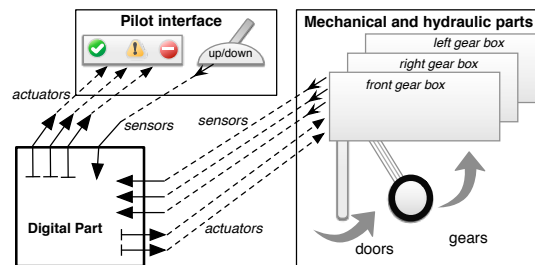 Pilot interface
up/down
actuators
sensors
Digital Part
sensors
actuators
Mechanical and hydraulic parts
left gear box
right gear box
front gear box
doors
gears